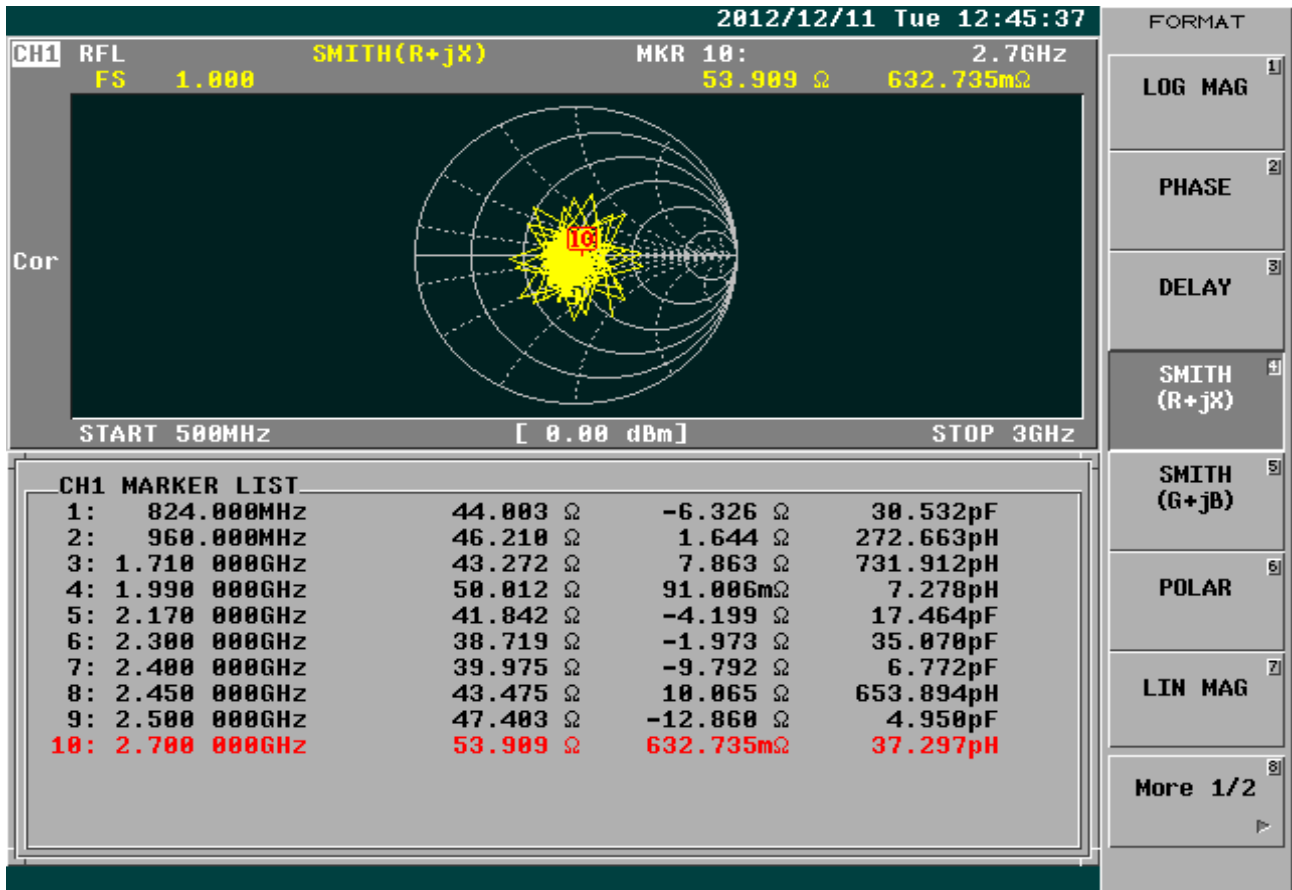 2012/12/11 Tue 12:45:37
CH1 RFL SMITH(R+jX) MKR 10: 2.7GHz
FS 1.000 53.909 Ω 632.735mΩ
Cor
10
START 500MHz [ 0.00 dBm] STOP 3GHz
CH1 MARKER LIST
1: 824.000MHz 44.003 Ω -6.326 Ω 30.532pF
2: 960.000MHz 46.210 Ω 1.644 Ω 272.663pH
3: 1.710 000GHz 43.272 Ω 7.863 Ω 731.912pH
4: 1.990 000GHz 50.012 Ω 91.006mΩ 7.278pH
5: 2.170 000GHz 41.842 Ω -4.199 Ω 17.464pF
6: 2.300 000GHz 38.719 Ω -1.973 Ω 35.070pF
7: 2.400 000GHz 39.975 Ω -9.792 Ω 6.772pF
8: 2.450 000GHz 43.475 Ω 10.065 Ω 653.894pH
9: 2.500 000GHz 47.403 Ω -12.860 Ω 4.950pF
10: 2.700 000GHz 53.909 Ω 632.735mΩ 37.297pH
FORMAT
1
LOG MAG
2
PHASE
3
DELAY
4
SMITH
(R+jX)
5
SMITH
(G+jB)
6
POLAR
7
LIN MAG
8
More 1/2